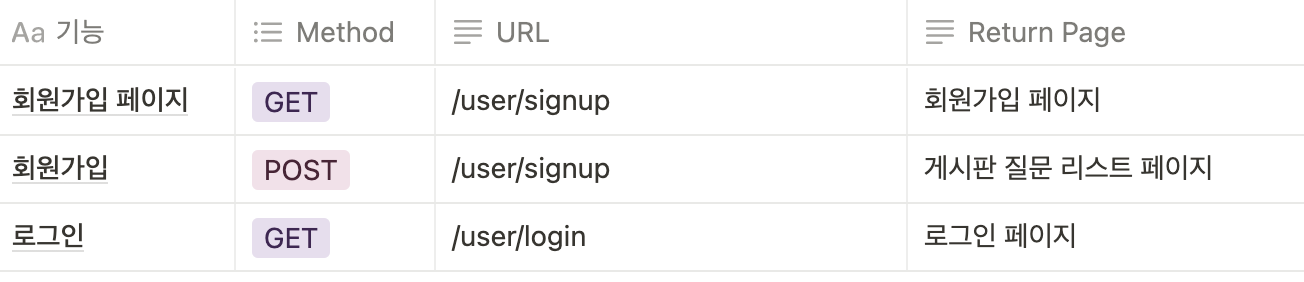 Aa 기능 Method URL Return Page
회원가입 페이지 GET /user/signup 회원가입 페이지
회원가입 POST /user/signup 게시판 질문 리스트 페이지
로그인 GET /user/login 로그인 페이지